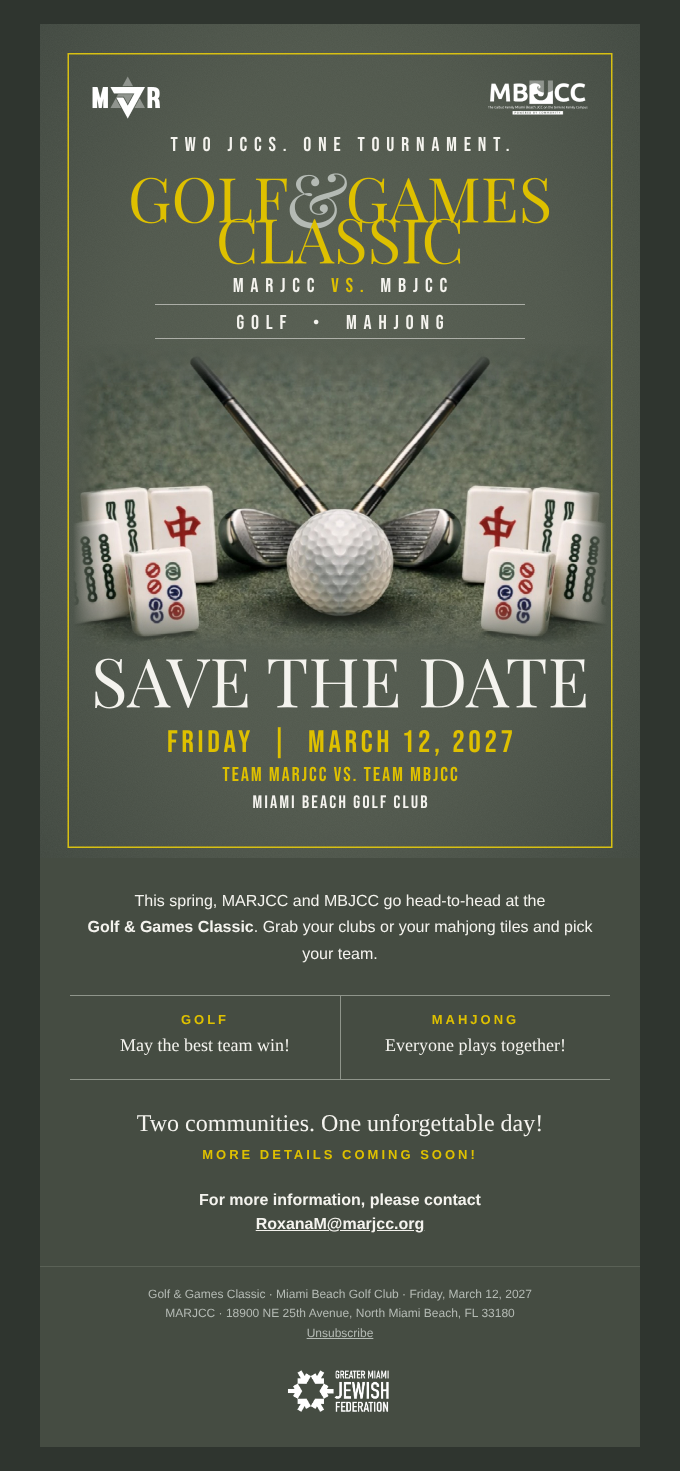 MAR
MBJCC
TWO JCCS. ONE TOURNAMENT.
GOLF&GAMES
CLASSIC
MARJCC VS. MBJCC
GOLF • MAHJONG
中
中
SAVE THE DATE
FRIDAY | MARCH 12, 2027
TEAM MARJCC VS. TEAM MBJCC
MIAMI BEACH GOLF CLUB
This spring, MARJCC and MBJCC go head-to-head at the
Golf & Games Classic. Grab your clubs or your mahjong tiles and pick
your team.
GOLF
May the best team win!
MAHJONG
Everyone plays together!
Two communities. One unforgettable day!
MORE DETAILS COMING SOON!
For more information, please contact
RoxanaM@marjcc.org
Golf & Games Classic · Miami Beach Golf Club · Friday, March 12, 2027
MARJCC · 18900 NE 25th Avenue, North Miami Beach, FL 33180
Unsubscribe
GREATER MIAMI
JEWISH
FEDERATION